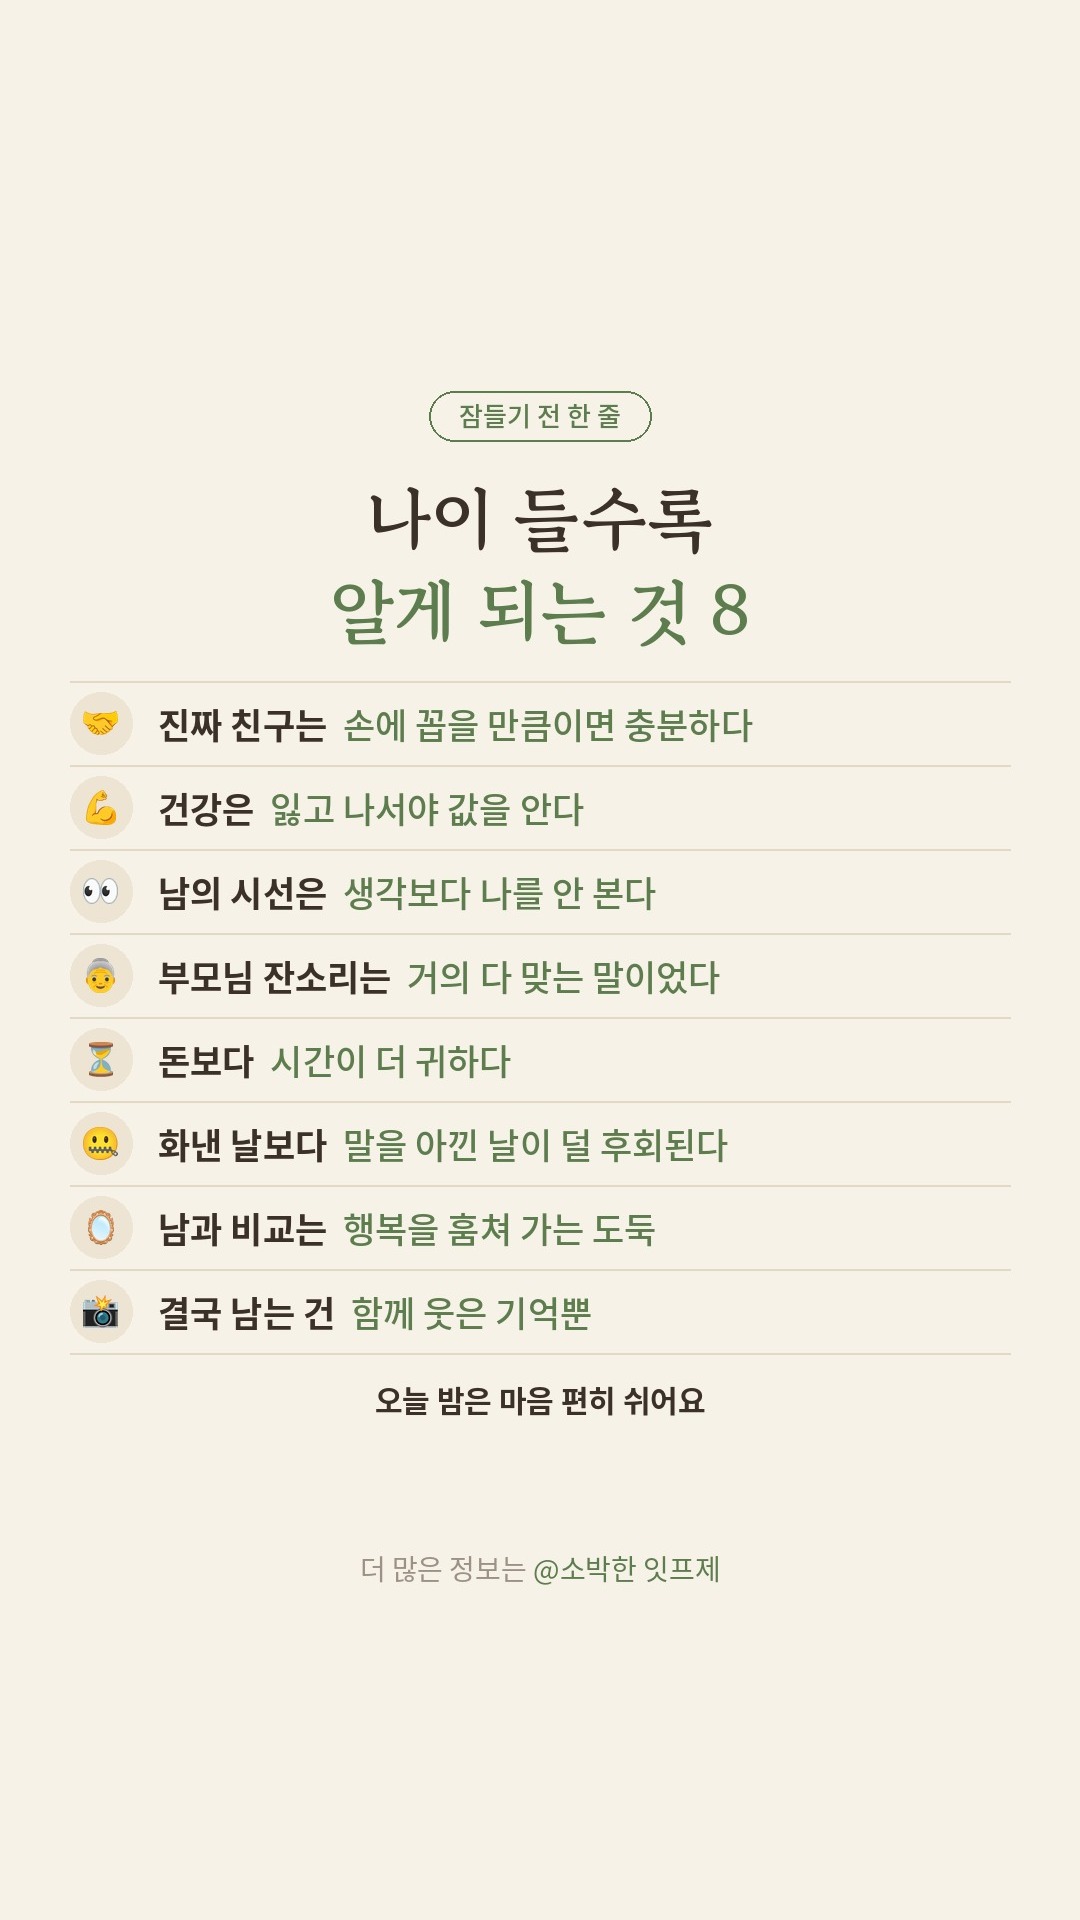 잠들기 전 한 줄
나이 들수록
알게 되는 것 8
진짜 친구는 손에 꼽을 만큼이면 충분하다
건강은 잃고 나서야 값을 안다
남의 시선은 생각보다 나를 안 본다
부모님 잔소리는 거의 다 맞는 말이었다
돈보다 시간이 더 귀하다
화낸 날보다 말을 아낀 날이 덜 후회된다
남과 비교는 행복을 훔쳐 가는 도둑
결국 남는 건 함께 웃은 기억뿐
오늘 밤은 마음 편히 쉬어요
더 많은 정보는 @소박한 잇프제